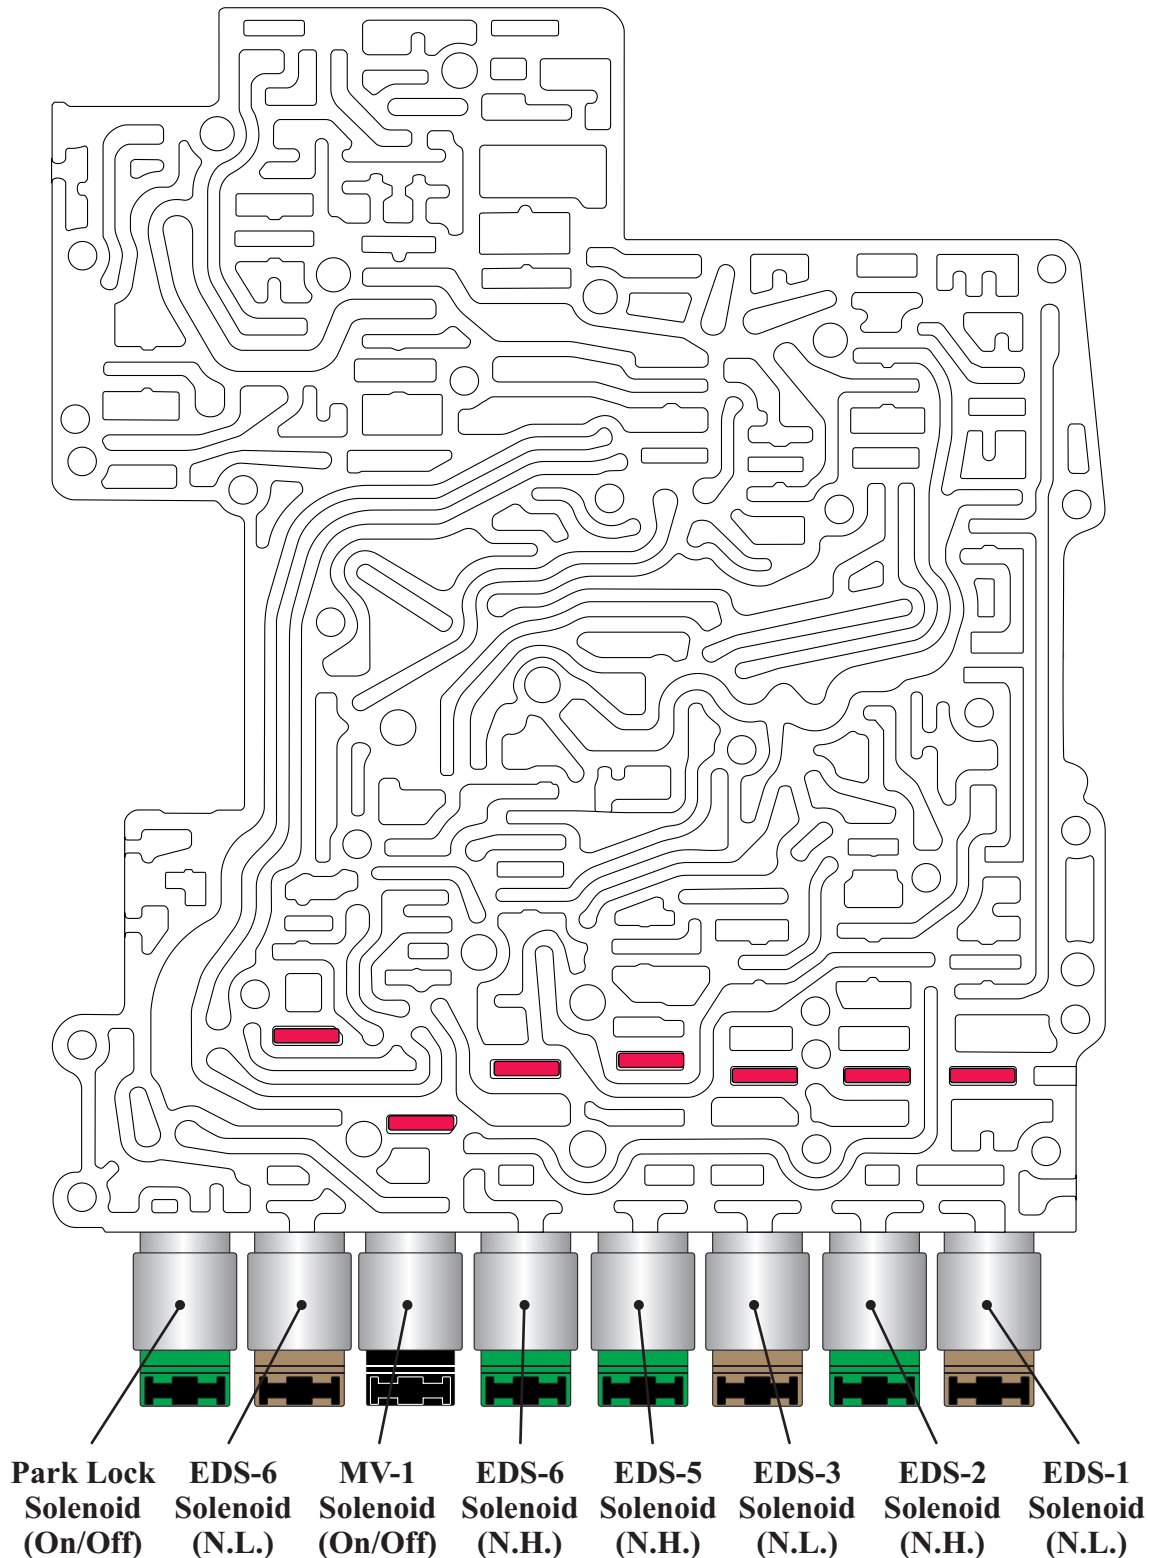 Park Lock
Solenoid
(On/Off)
EDS-6
Solenoid
(N.L.)
MV-1
Solenoid
(On/Off)
EDS-6
Solenoid
(N.H.)
EDS-5
Solenoid
(N.H.)
EDS-3
Solenoid
(N.L.)
EDS-2
Solenoid
(N.H.)
EDS-1
Solenoid
(N.L.)